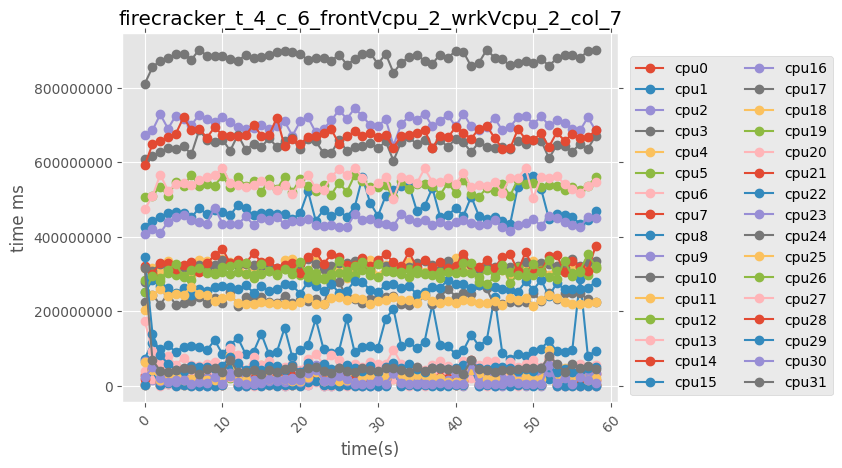 firecracker_t_4_c_6_frontVcpu_2_wrkVcpu_2_col_7
time ms
800000000
600000000
400000000
200000000
0
0
10
20
30
40
50
60
time(s)
cpu0
cpu1
cpu2
cpu3
cpu4
cpu5
cpu6
cpu7
cpu8
cpu9
cpu10
cpu11
cpu12
cpu13
cpu14
cpu15
cpu16
cpu17
cpu18
cpu19
cpu20
cpu21
cpu22
cpu23
cpu24
cpu25
cpu26
cpu27
cpu28
cpu29
cpu30
cpu31